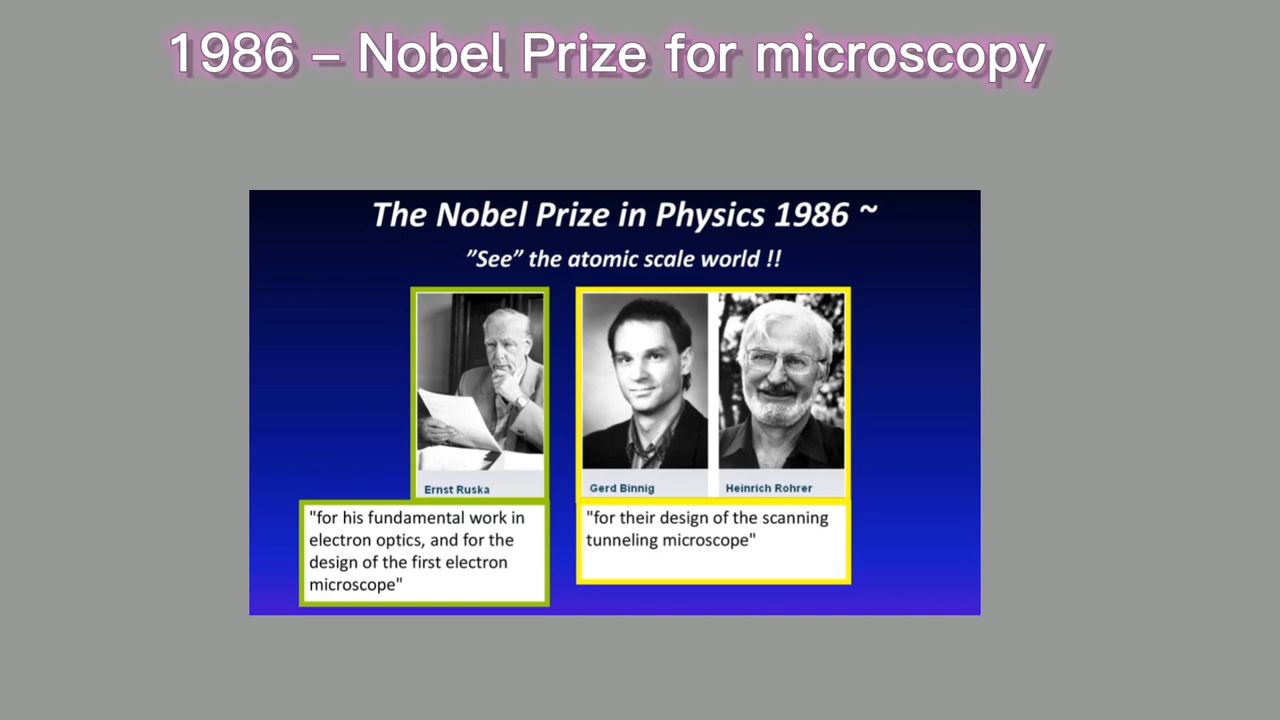 1986 – Nobel Prize for microscopy
The Nobel Prize in Physics 1986 ~
”See” the atomic scale world !!
Ernst Ruska
Gerd Binnig
Heinrich Rohrer
"for his fundamental work in
electron optics, and for the
design of the first electron
microscope"
"for their design of the scanning
tunneling microscope"